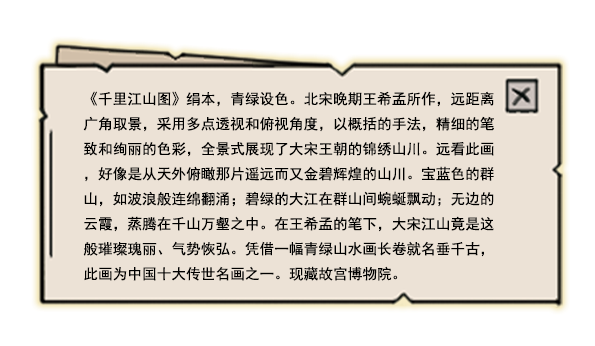 《千里江山图》绢本，青绿设色。北宋晚期王希孟所作，远距离
广角取景，采用多点透视和俯视角度，以概括的手法，精细的笔
致和绚丽的色彩，全景式展现了大宋王朝的锦绣山川。远看此画
，好像是从天外俯瞰那片遥远而又金碧辉煌的山川。宝蓝色的群
山，如波浪般连绵翻涌；碧绿的大江在群山间蜿蜒飘动；无边的
云霞，蒸腾在千山万壑之中。在王希孟的笔下，大宋江山竟是这
般璀璨瑰丽、气势恢弘。凭借一幅青绿山水画长卷就名垂千古，
此画为中国十大传世名画之一。现藏故宫博物院。